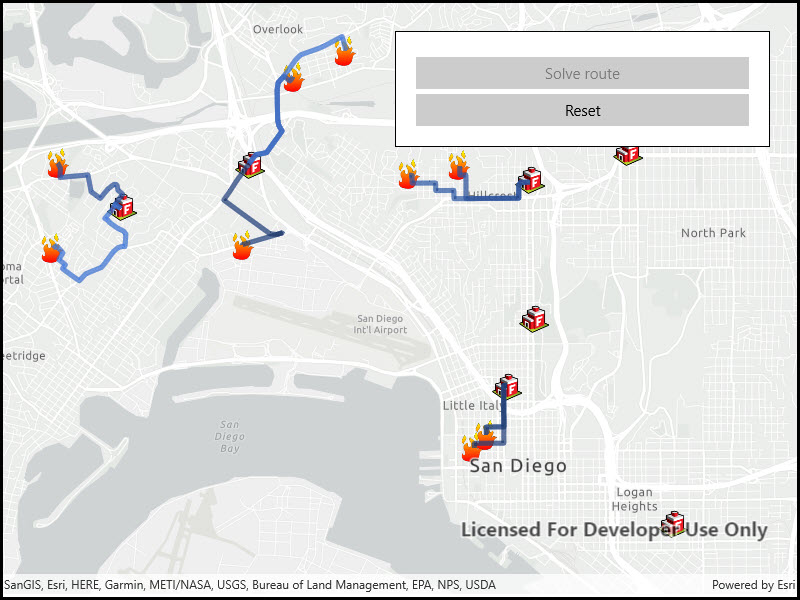 Overlook
Solve route
Reset
Hillcrest
North Park
oma
ortal
San Diego
Int'l Airport
eetridge
Little Italy
San
Diego
Bay
San Diego
Logan
Heights
Licensed For Developer Use Only
SanGIS, Esri, HERE, Garmin, METI/NASA, USGS, Bureau of Land Management, EPA, NPS, USDA
Powered by Esri